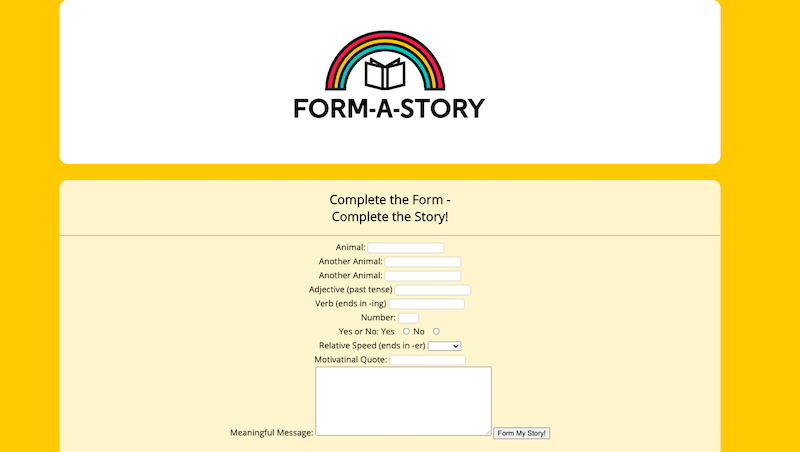 FORM-A-STORY
Complete the Form -
Complete the Story!
Animal:
Another Animal:
Another Animal:
Adjective (past tense)
Verb (ends in -ing)
Number:
Yes or No: Yes No
Relative Speed (ends in -er)
Motivatinal Quote:
Meaningful Message: Form My Story!